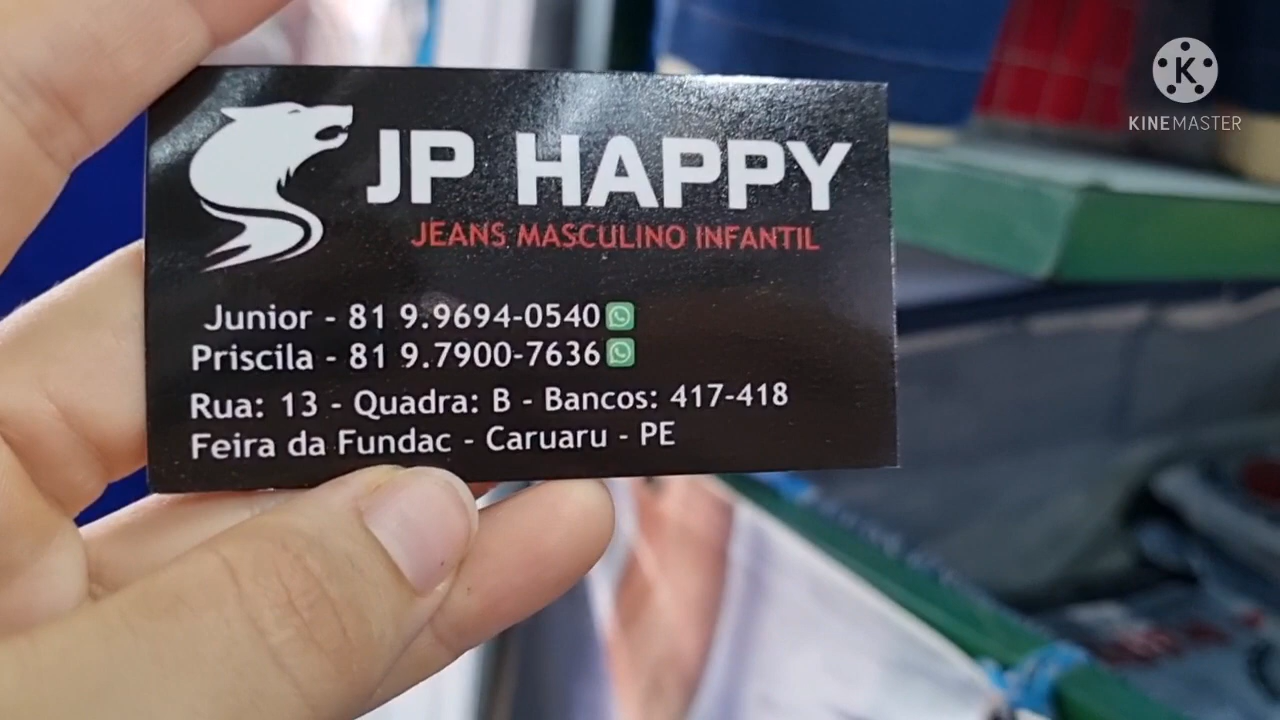 JP HAPPY
JEANS MASCULINO INFANTIL
Junior - 81 9.9694-0540
Priscila - 81 9.7900-7636
Rua: 13 - Quadra: B - Bancos: 417-418
Feira da Fundac - Caruaru - PE
K
KINEMASTER